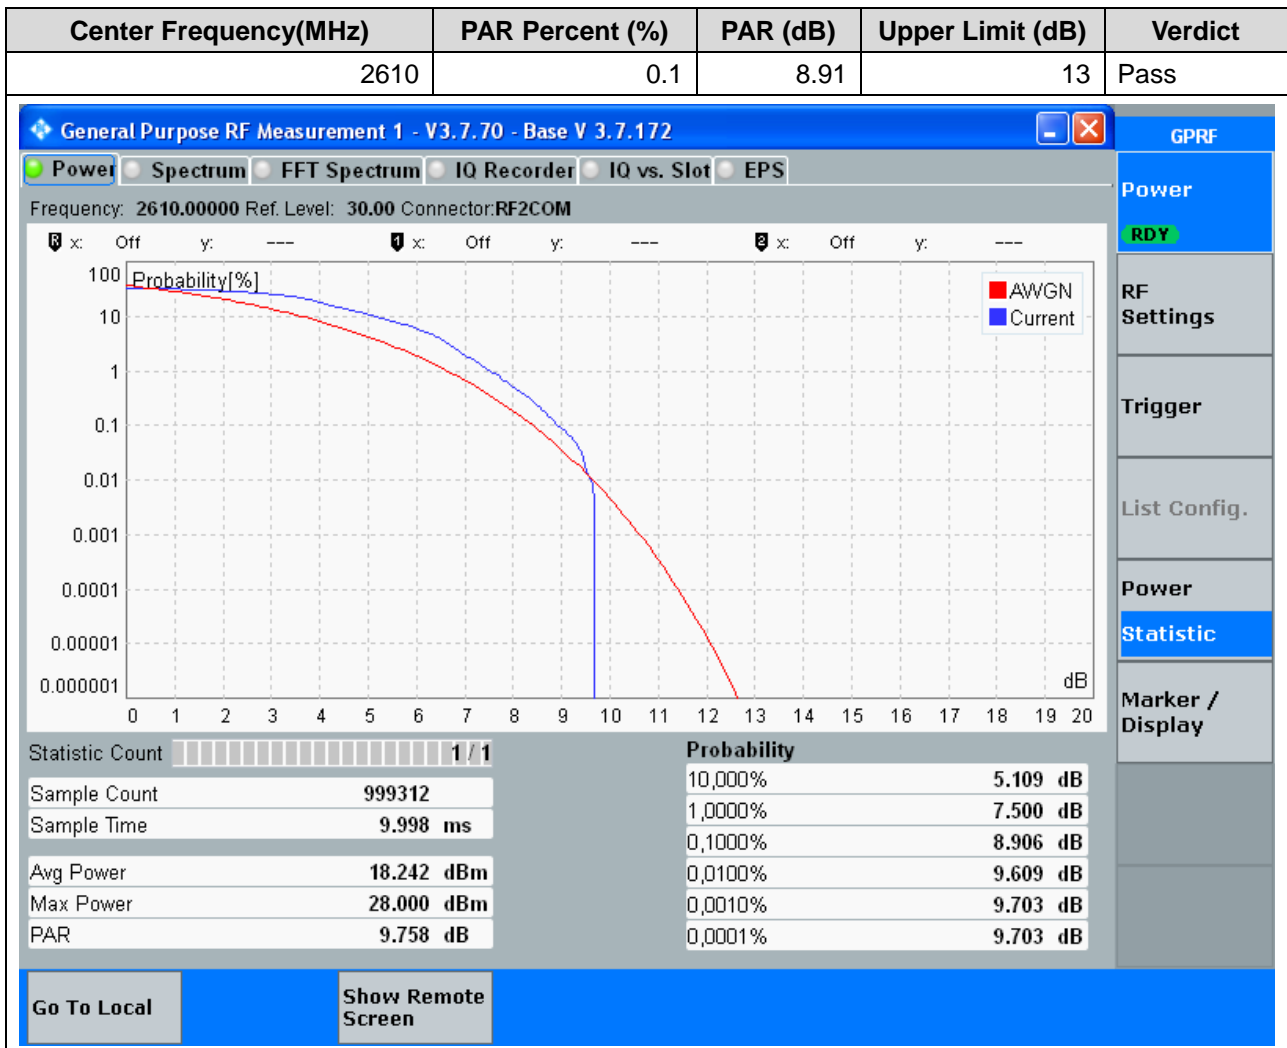 Center Frequency(MHz) PAR Percent (%) PAR (dB) Upper Limit (dB) Verdict
2610 0.1 8.91 13 Pass
General Purpose RF Measurement 1 - V3.7.70 - Base V 3.7.172
GPRF
Power Spectrum FFT Spectrum IQ Recorder IQ vs. Slot EPS
Power
RDY
Frequency: 2610.00000 Ref. Level: 30.00 Connector:RF2COM
R x: Off y: --- 1 x: Off y: --- 2 x: Off y: ---
Probability[%]
AWGN
Current
100
10
1
0.1
0.01
0.001
0.0001
0.00001
0.000001
dB
0 1 2 3 4 5 6 7 8 9 10 11 12 13 14 15 16 17 18 19 20
RF
Settings
Trigger
List Config.
Power
Statistic
Marker /
Display
Statistic Count 1 / 1
Sample Count 999312
Sample Time 9.998 ms
Avg Power 18.242 dBm
Max Power 28.000 dBm
PAR 9.758 dB
Probability
10,000% 5.109 dB
1,0000% 7.500 dB
0,1000% 8.906 dB
0,0100% 9.609 dB
0,0010% 9.703 dB
0,0001% 9.703 dB
Go To Local
Show Remote
Screen